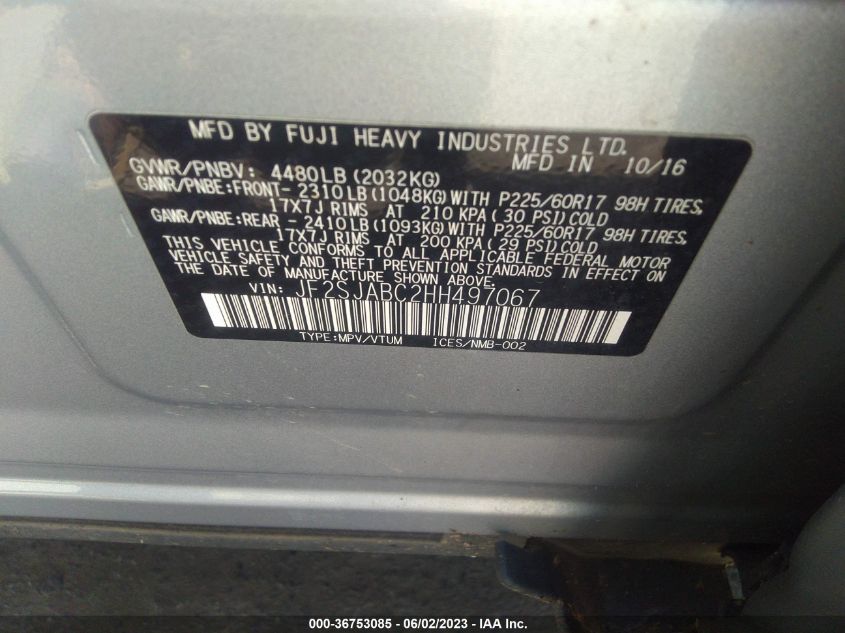 MFD BY FUJI HEAVY INDUSTRIES LTD.
MFD IN 10/16
GVWR/PNBV: 4480LB(2032KG)
GAWR/PNBE:FRONT- 2310LB(1048KG)WITH P225/60R17 98H TIRES,
17X7J RIMS AT 210 KPA( 30 PSI)COLD
GAWR/PNBE:REAR - 2410LB(1093KG)WITH P225/60R17 98H TIRES,
17X7J RIMS AT 200 KPA( 29 PSI)COLD
THIS VEHICLE CONFORMS TO ALL APPLICABLE FEDERAL MOTOR
VEHICLE SAFETY AND THEFT PREVENTION STANDARDS IN EFFECT ON
THE DATE OF MANUFACTURE SHOWN ABOVE.
VIN: JF2SJABC2HH497067
TYPE:MPV/VTUM ICES/NMB-002
000-36753085 - 06/02/2023 - IAA Inc.